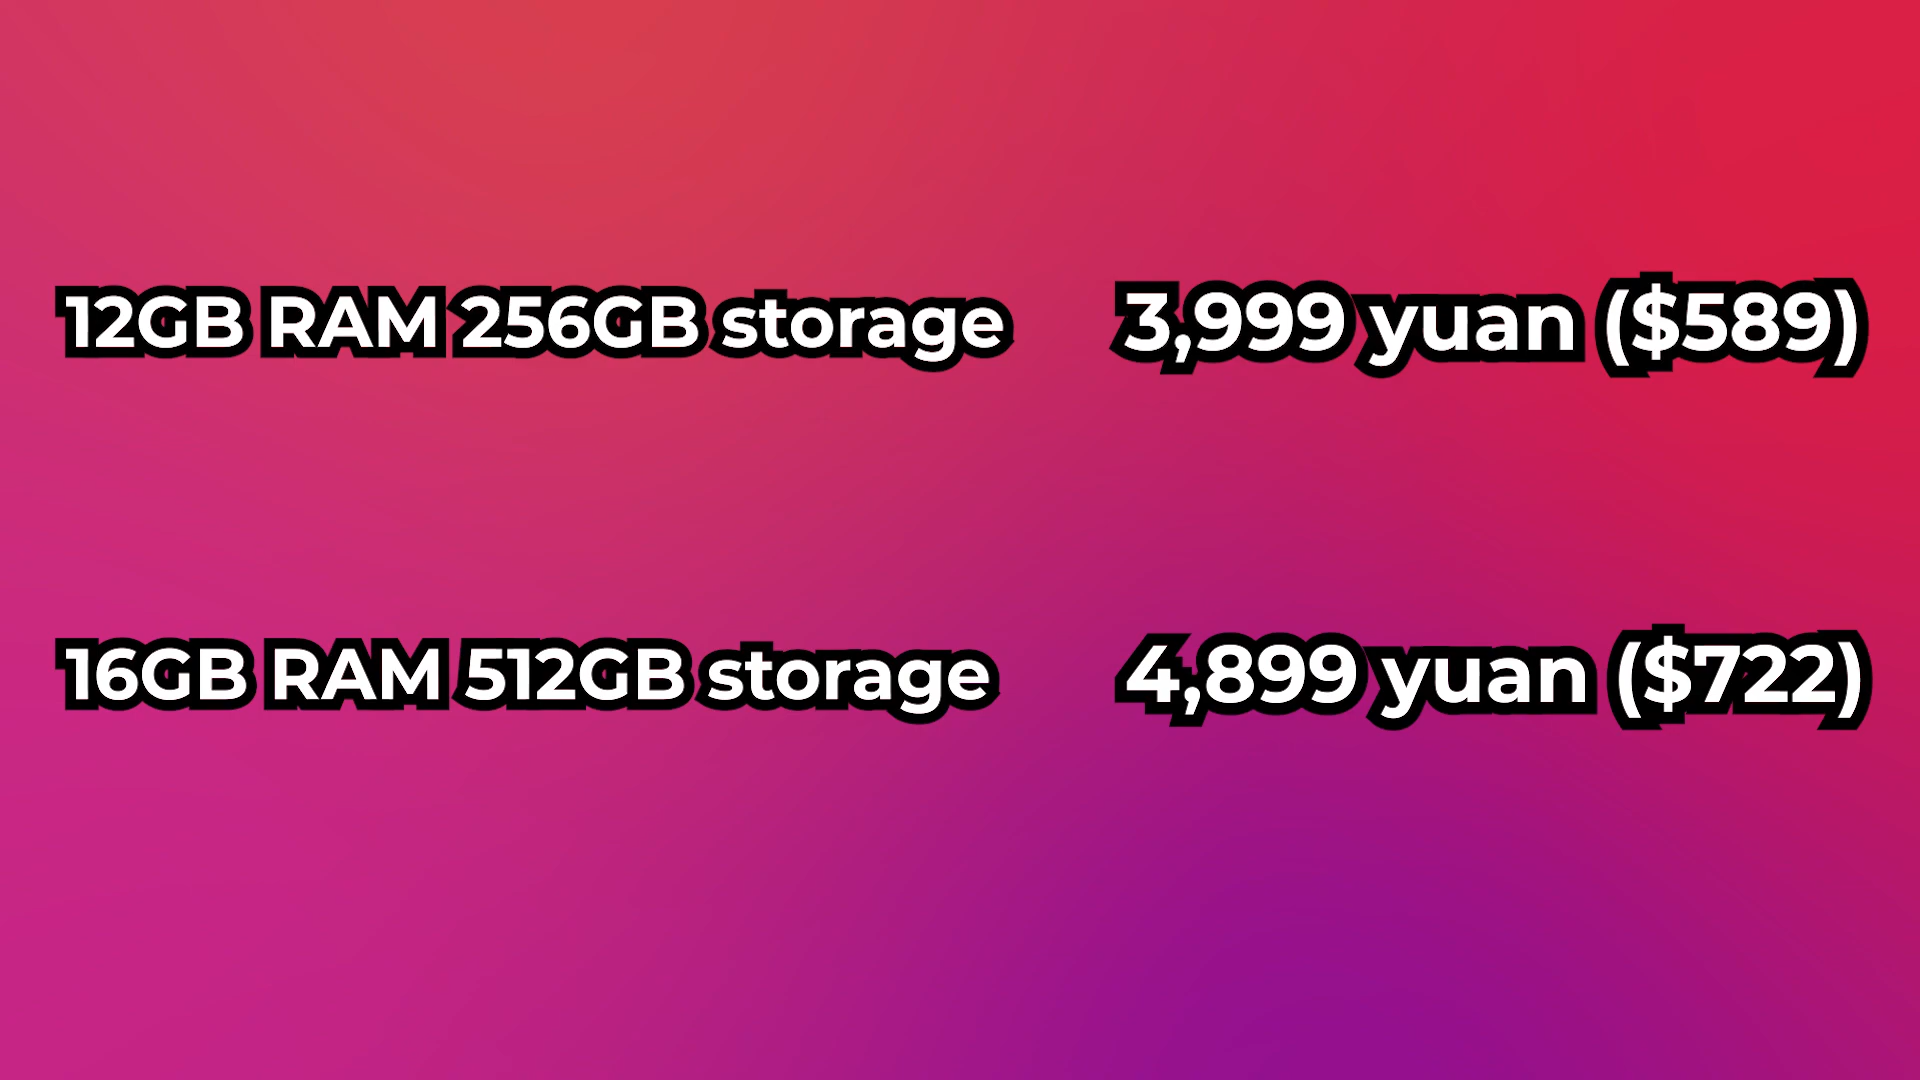 12GB RAM 256GB storage 3,999 yuan ($589)
16GB RAM 512GB storage 4,899 yuan ($722)